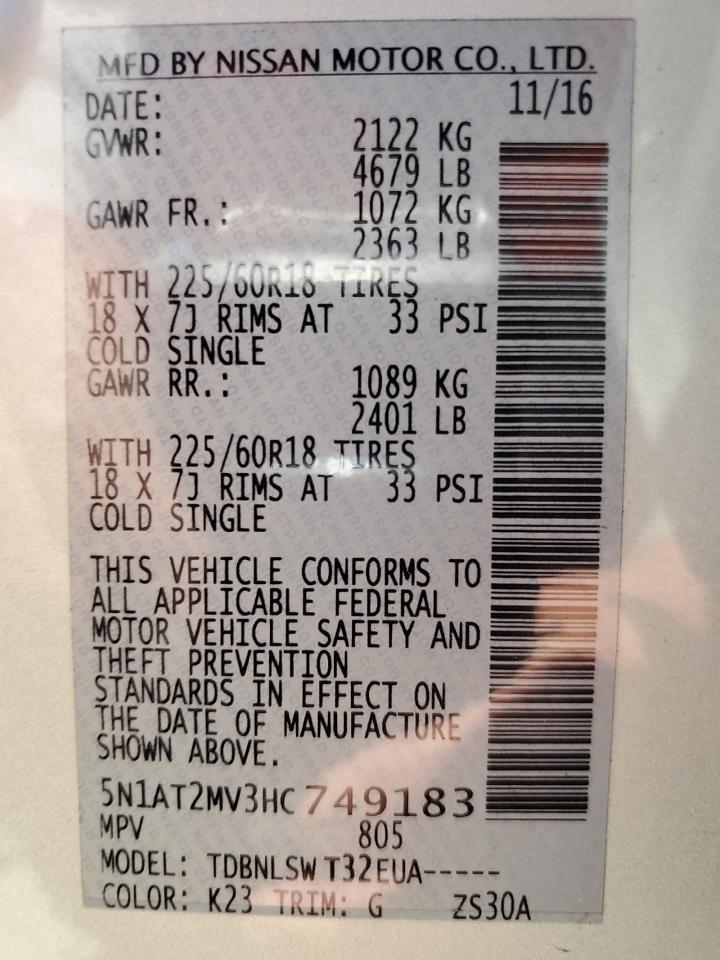 MFD BY NISSAN MOTOR CO., LTD.
DATE: 11/16
GVWR: 2122 KG
4679 LB
GAWR FR.: 1072 KG
2363 LB
WITH 225/60R18 TIRES
18 X 7J RIMS AT 33 PSI
COLD SINGLE
GAWR RR.: 1089 KG
2401 LB
WITH 225/60R18 TIRES
18 X 7J RIMS AT 33 PSI
COLD SINGLE
THIS VEHICLE CONFORMS TO
ALL APPLICABLE FEDERAL
MOTOR VEHICLE SAFETY AND
THEFT PREVENTION
STANDARDS IN EFFECT ON
THE DATE OF MANUFACTURE
SHOWN ABOVE.
5N1AT2MV3HC749183
MPV 805
MODEL: TDBNLSW T32EUA-----
COLOR: K23 TRIM: G ZS30A